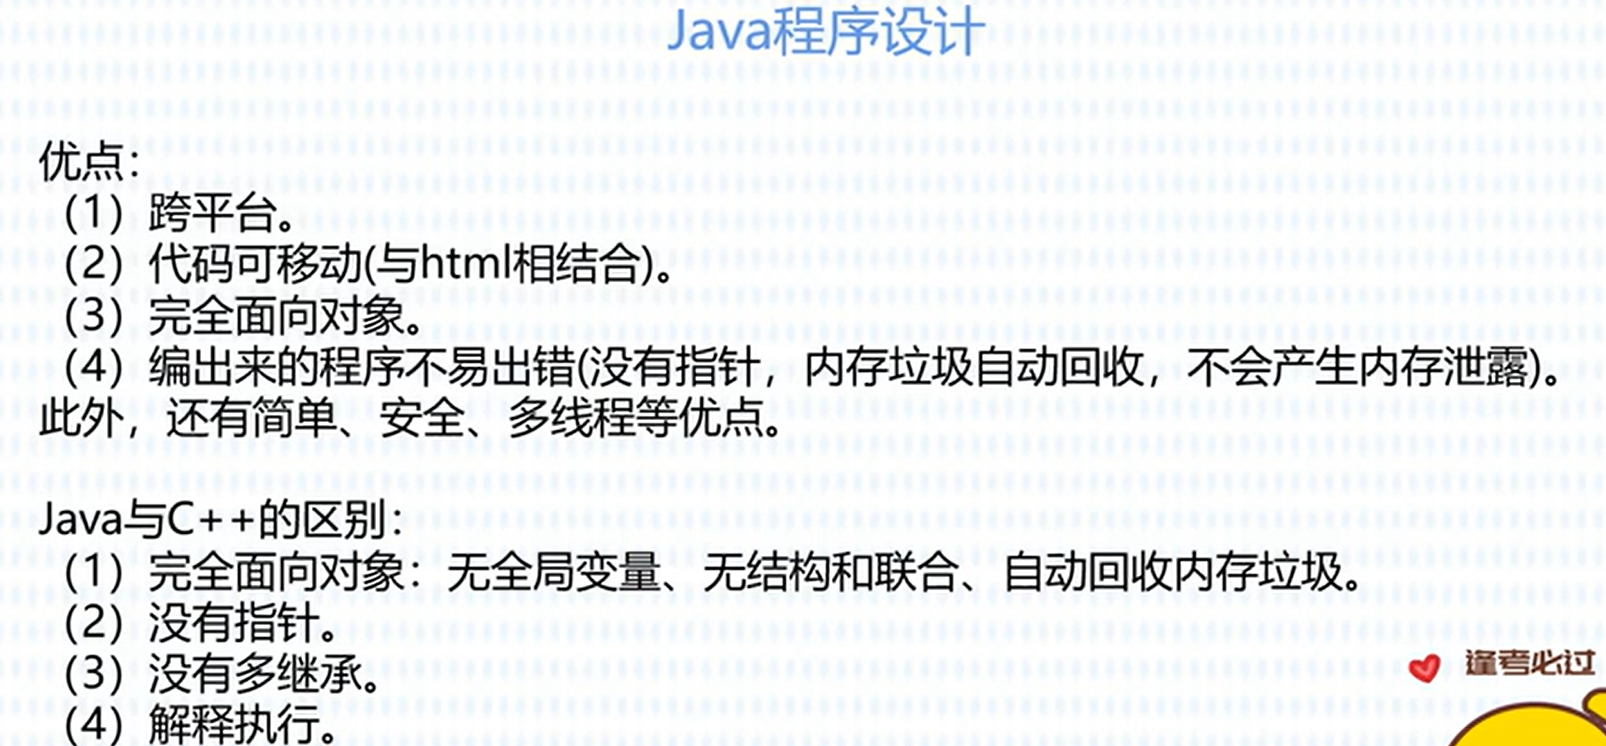 Java程序设计
优点：
（1）跨平台。
（2）代码可移动(与html相结合)。
（3）完全面向对象。
（4）编出来的程序不易出错(没有指针，内存垃圾自动回收，不会产生内存泄露)。
此外，还有简单、安全、多线程等优点。
Java与C++的区别：
（1）完全面向对象：无全局变量、无结构和联合、自动回收内存垃圾。
（2）没有指针。
（3）没有多继承。
（4）解释执行。
逢考必过